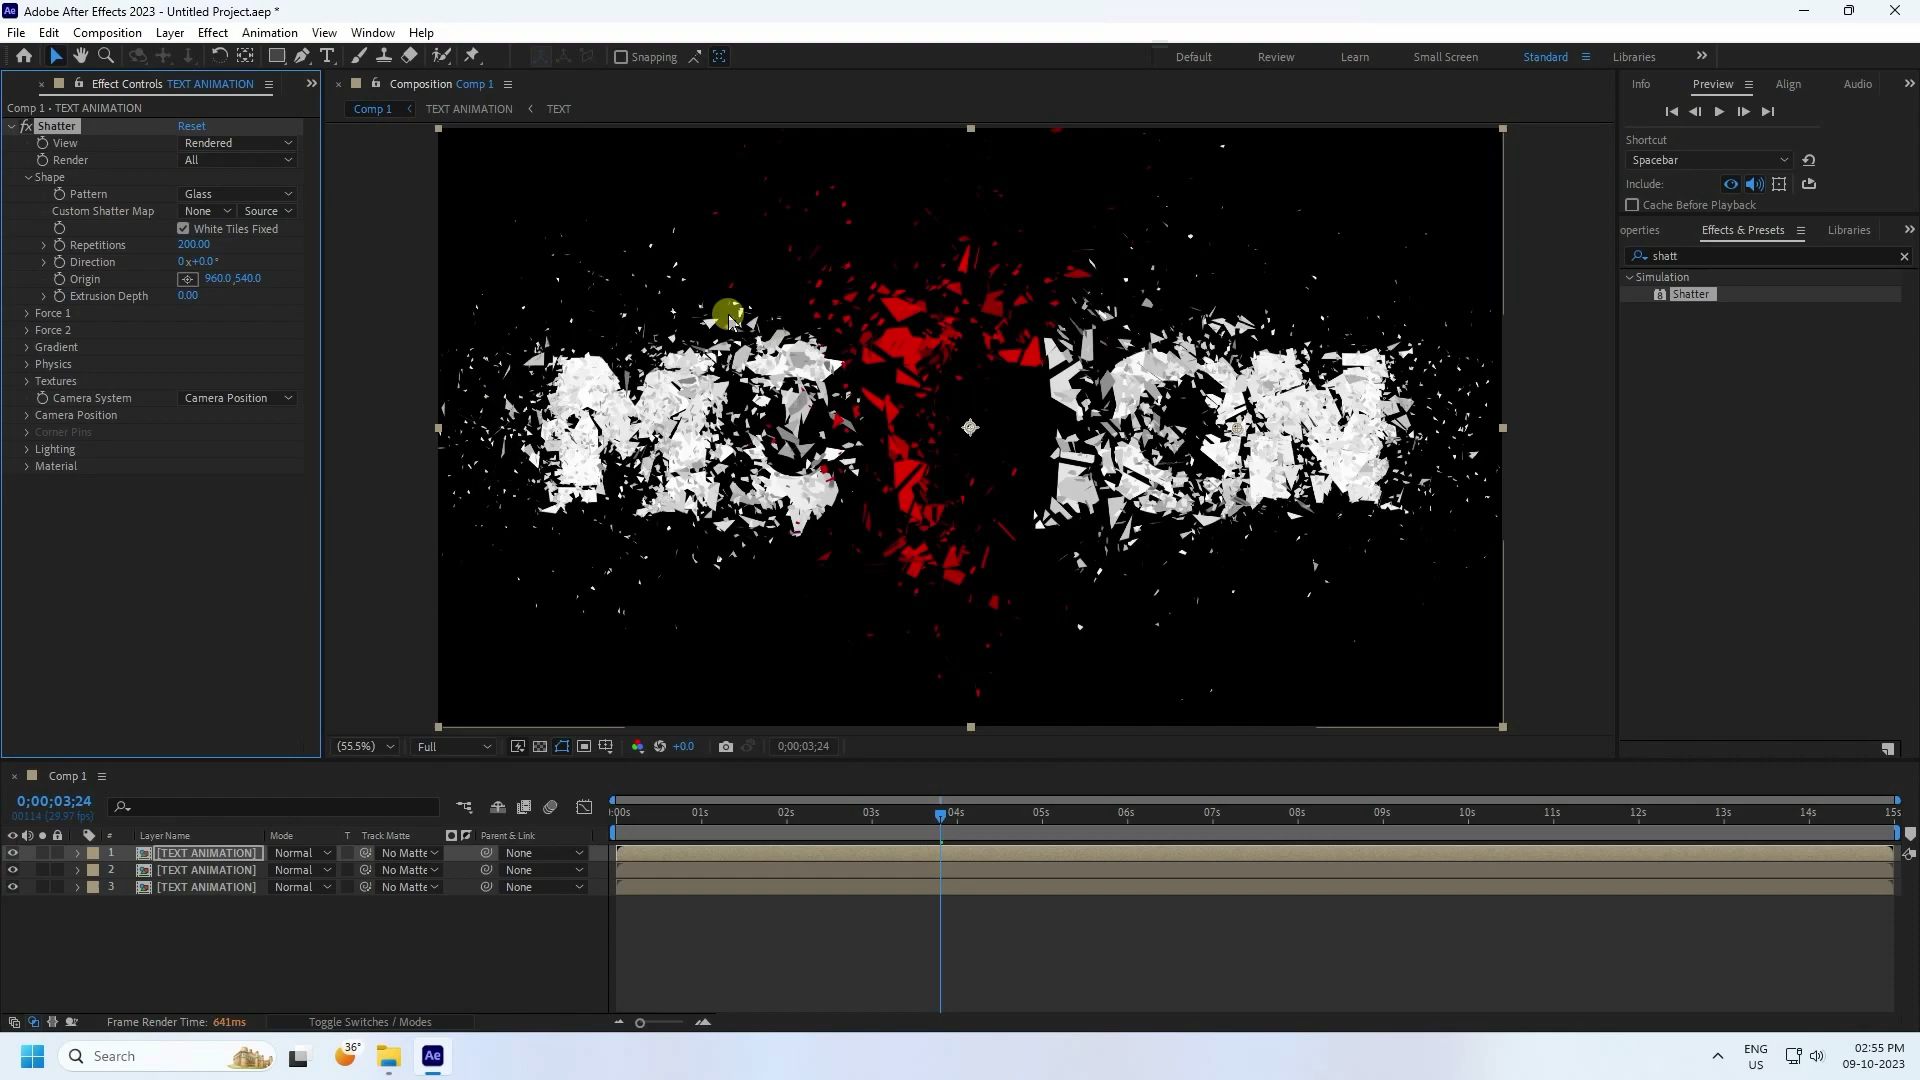 Adobe After Effects 2023 - Untitled Project.aep *
File Edit Composition Layer Effect Animation View Window Help
Snapping
Default Review Learn Small Screen Standard Libraries
Effect Controls TEXT ANIMATION
Composition Comp 1
Info Preview Align Audio
Comp 1 • TEXT ANIMATION
Comp 1 TEXT ANIMATION TEXT
fx Shatter Reset
View Rendered
Render All
Shape
Pattern Glass
Custom Shatter Map None Source
White Tiles Fixed
Repetitions 200.00
Direction 0x+0.0°
Origin 960.0,540.0
Extrusion Depth 0.00
Force 1
Force 2
Gradient
Physics
Textures
Camera System Camera Position
Camera Position
Corner Pins
Lighting
Material
Shortcut
Spacebar
Include:
Cache Before Playback
operties Effects & Presets Libraries
shatt
Simulation
Shatter
(55.5%) Full +0.0 0;00;03;24
Comp 1
0;00;03;24
00114 (29.97 fps)
:00s 01s 02s 03s 04s 05s 06s 07s 08s 09s 10s 11s 12s 13s 14s 15s
# Layer Name Mode T Track Matte Parent & Link
1 [TEXT ANIMATION] Normal No Matte None
2 [TEXT ANIMATION] Normal No Matte None
3 [TEXT ANIMATION] Normal No Matte None
Frame Render Time: 641ms Toggle Switches / Modes
Search
36°
Ae
ENG
US
02:55 PM
09-10-2023